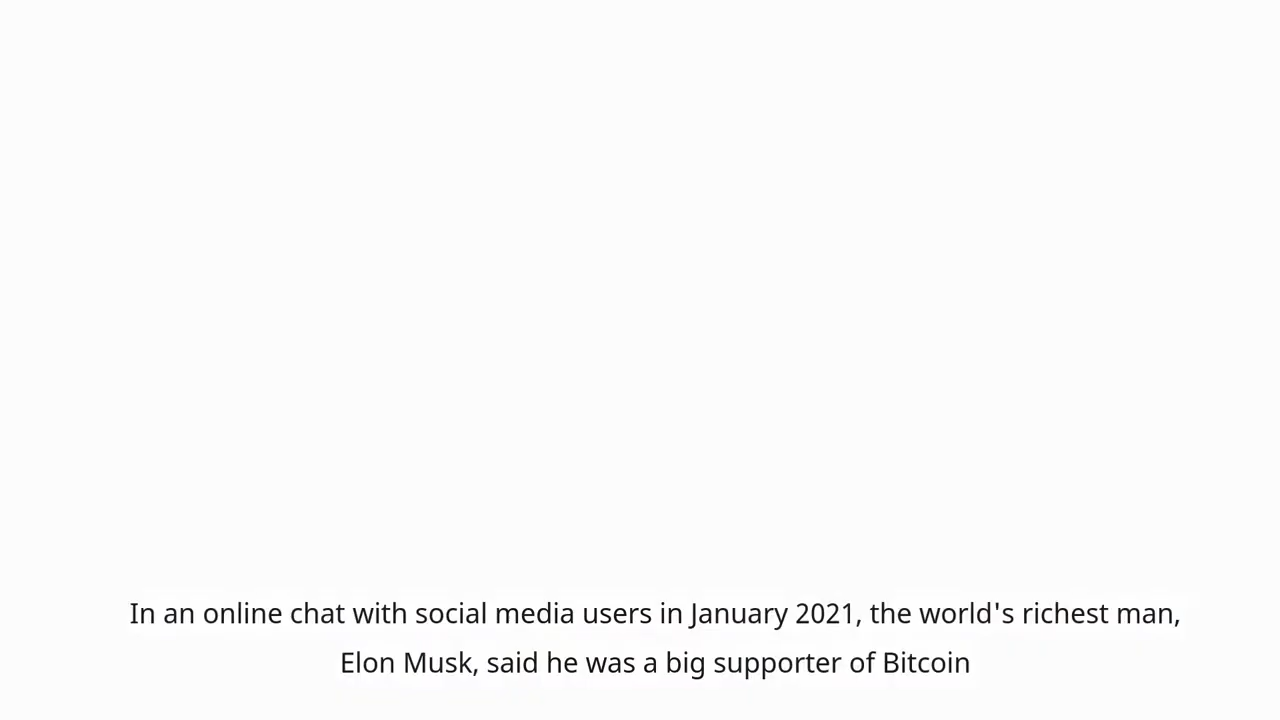 In an online chat with social media users in January 2021, the world's richest man,
Elon Musk, said he was a big supporter of Bitcoin